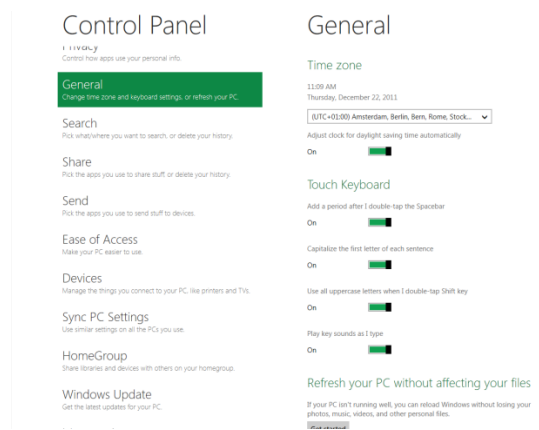 Control Panel
Privacy
Control how apps use your personal info.
General
Change time zone and keyboard settings, or refresh your PC.
Search
Pick what/where you want to search, or delete your history.
Share
Pick the apps you use to share stuff, or delete your history.
Send
Pick the apps you use to send stuff to devices.
Ease of Access
Make your PC easier to use.
Devices
Manage the things you connect to your PC, like printers and TVs.
Sync PC Settings
Use similar settings on all the PCs you use.
HomeGroup
Share libraries and devices with others on your homegroup.
Windows Update
Get the latest updates for your PC.
General
Time zone
11:09 AM
Thursday, December 22, 2011
(UTC+01:00) Amsterdam, Berlin, Bern, Rome, Stock...
Adjust clock for daylight saving time automatically
On
Touch Keyboard
Add a period after I double-tap the Spacebar
On
Capitalize the first letter of each sentence
On
Use all uppercase letters when I double-tap Shift key
On
Play key sounds as I type
On
Refresh your PC without affecting your files
If your PC isn't running well, you can reload Windows without losing your
photos, music, videos, and other personal files.
Get started